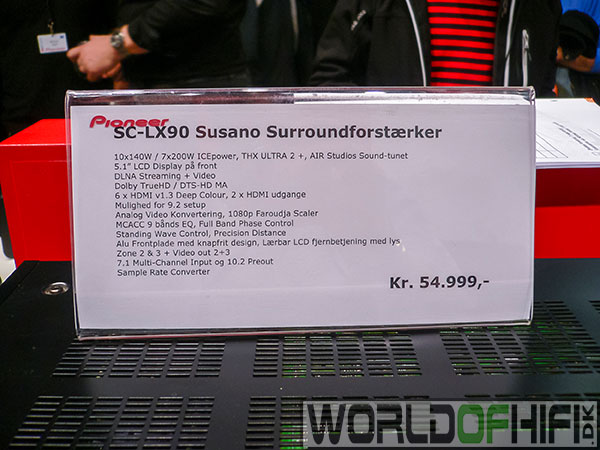 Pioneer
SC-LX90 Susano Surroundforstærker
10x140W / 7x200W ICEpower, THX ULTRA 2 +, AIR Studios Sound-tunet
5.1" LCD Display på front
DLNA Streaming + Video
Dolby TrueHD / DTS-HD MA
6 x HDMI v1.3 Deep Colour, 2 x HDMI udgange
Mulighed for 9.2 setup
Analog Video Konvertering, 1080p Faroudja Scaler
MCACC 9 bånds EQ, Full Band Phase Control
Standing Wave Control, Precision Distance
Alu Frontplade med knapfrit design, Lærbar LCD fjernbetjening med lys
Zone 2 & 3 + Video out 2+3
7.1 Multi-Channel Input og 10.2 Preout
Sample Rate Converter
Kr. 54.999,-
WORLDOFHIFI.DK